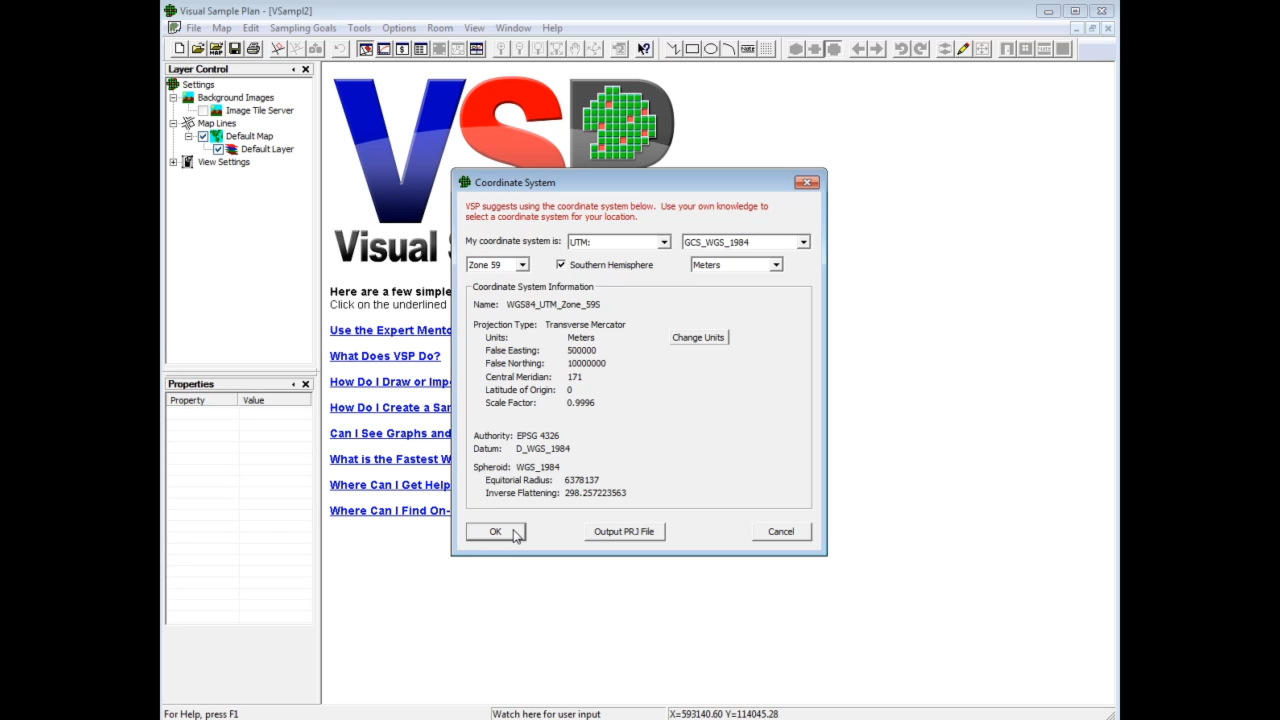 Visual Sample Plan - [VSampl2]
File Map Edit Sampling Goals Tools Options Room View Window Help
Layer Control
Settings
Background Images
Image Tile Server
Map Lines
Default Map
Default Layer
View Settings
Properties
Property Value
VSD
Visual
Here are a few simple
Click on the underlined
Use the Expert Mento
What Does VSP Do?
How Do I Draw or Imp
How Do I Create a Sar
Can I See Graphs and
What is the Fastest W
Where Can I Get Help
Where Can I Find On-
Coordinate System
VSP suggests using the coordinate system below. Use your own knowledge to
select a coordinate system for your location.
My coordinate system is: UTM: GCS_WGS_1984
Zone 59 Southern Hemisphere Meters
Coordinate System Information
Name: WGS84_UTM_Zone_59S
Projection Type: Transverse Mercator
Units: Meters Change Units
False Easting: 500000
False Northing: 10000000
Central Meridian: 171
Latitude of Origin: 0
Scale Factor: 0.9996
Authority: EPSG 4326
Datum: D_WGS_1984
Spheroid: WGS_1984
Equitorial Radius: 6378137
Inverse Flattening: 298.257223563
OK Output PRJ File Cancel
For Help, press F1 Watch here for user input X=593140.60 Y=114045.28